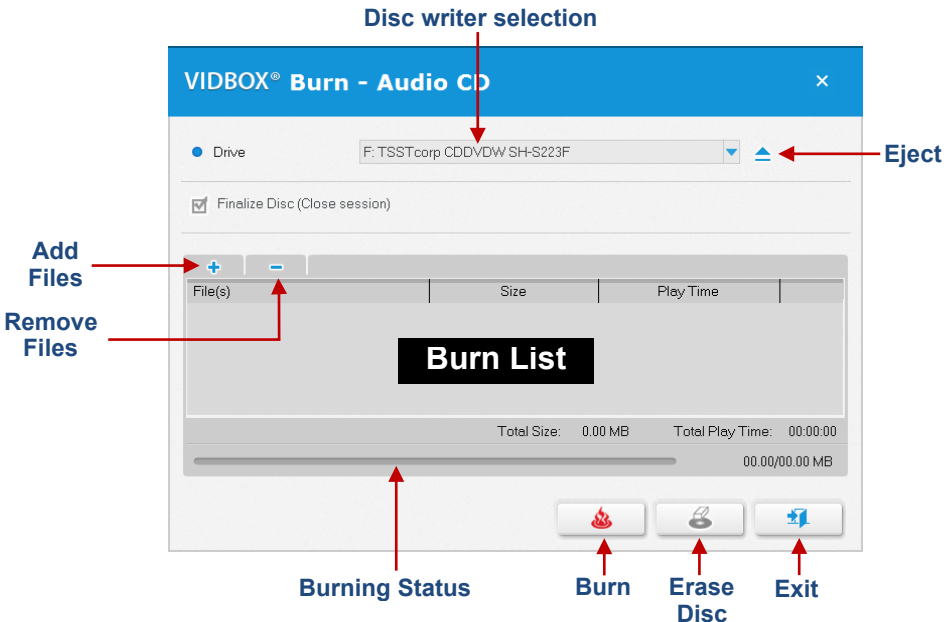 Disc writer selection
VIDBOX® Burn - Audio CD
Drive
F: TSSTcorp CDDVDW SH-S223F
Eject
Finalize Disc (Close session)
Add
Files
File(s) Size Play Time
Remove
Files
Burn List
Total Size: 0.00 MB Total Play Time: 00:00:00
00.00/00.00 MB
Burning Status
Burn
Erase
Disc
Exit